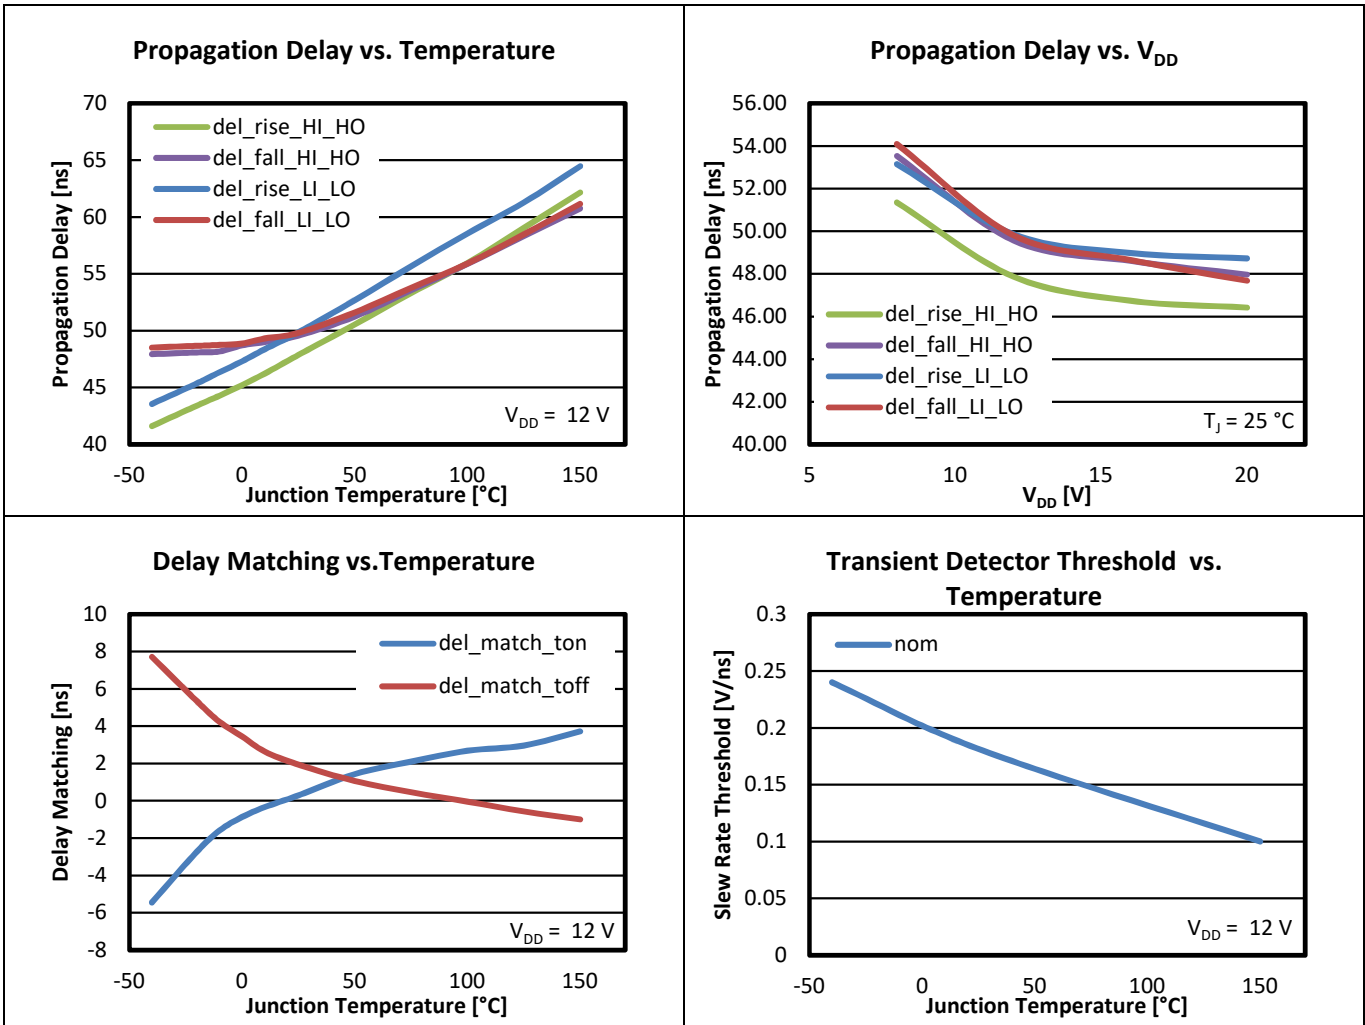 Propagation Delay vs. Temperature
Propagation Delay [ns]
70
65
60
55
50
45
40
del_rise_HI_HO
del_fall_HI_HO
del_rise_LI_LO
del_fall_LI_LO
V_DD = 12 V
-50 0 50 100 150
Junction Temperature [°C]
Propagation Delay vs. V_DD
Propagation Delay [ns]
56.00
54.00
52.00
50.00
48.00
46.00
44.00
42.00
40.00
del_rise_HI_HO
del_fall_HI_HO
del_rise_LI_LO
del_fall_LI_LO
T_J = 25 °C
5 10 15 20
V_DD [V]
Delay Matching vs.Temperature
Delay Matching [ns]
10
8
6
4
2
0
-2
-4
-6
-8
del_match_ton
del_match_toff
V_DD = 12 V
-50 0 50 100 150
Junction Temperature [°C]
Transient Detector Threshold vs.
Temperature
Slew Rate Threshold [V/ns]
0.3
0.25
0.2
0.15
0.1
0.05
0
nom
V_DD = 12 V
-50 0 50 100 150
Junction Temperature [°C]